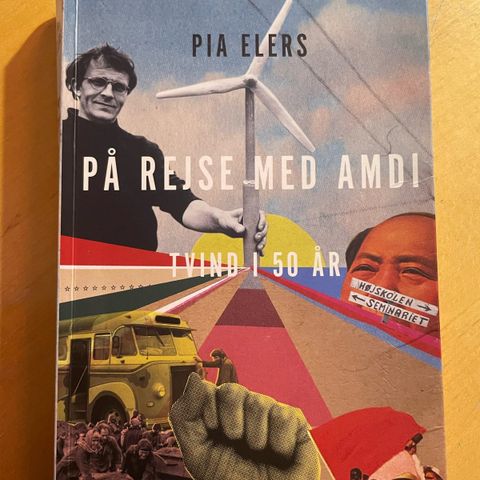 PIA ELERS
PÅ REJSE MED AMDI
TVIND I 50 ÅR
HØJSKOLEN
SEMINARIET